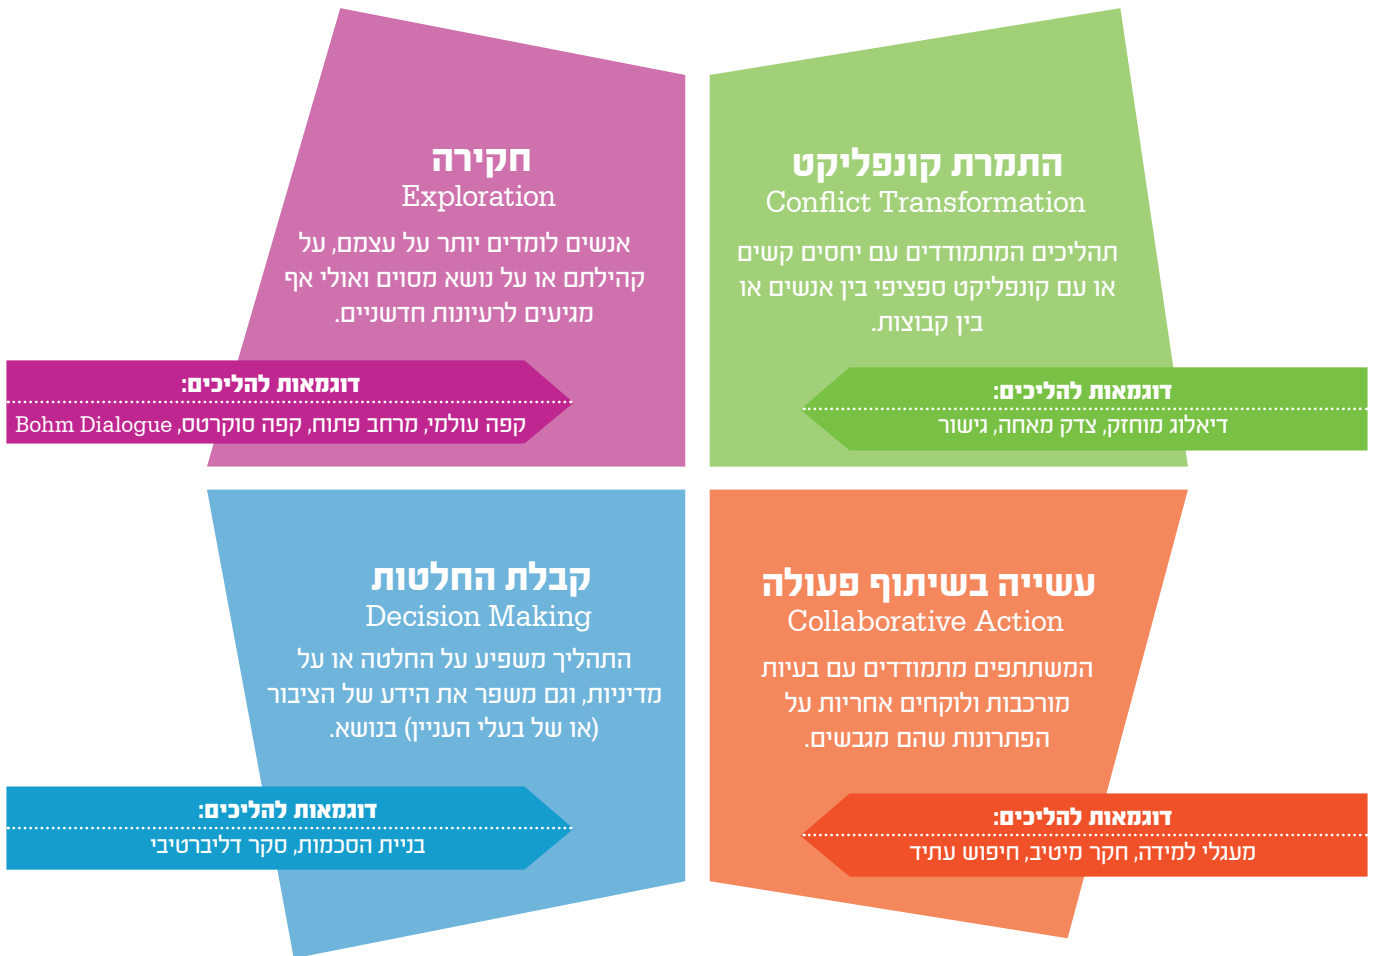 התמרת קונפליקט
Conflict Transformation
תהליכים המתמודדים עם יחסים קשים
או עם קונפליקט ספציפי בין אנשים או
בין קבוצות.
דוגמאות להליכים:
דיאלוג מוחזק, צדק מאחה, גישור
חקירה
Exploration
אנשים לומדים יותר על עצמם, על
קהילתם או על נושא מסוים ואולי אף
מגיעים לרעיונות חדשניים.
דוגמאות להליכים:
קפה עולמי, מרחב פתוח, קפה סוקרטס, Bohm Dialogue
עשייה בשיתוף פעולה
Collaborative Action
המשתתפים מתמודדים עם בעיות
מורכבות ולוקחים אחריות על
הפתרונות שהם מגבשים.
דוגמאות להליכים:
מעגלי למידה, חקר מיטיב, חיפוש עתיד
קבלת החלטות
Decision Making
התהליך משפיע על החלטה או על
מדיניות, וגם משפר את הידע של הציבור
(או של בעלי העניין) בנושא.
דוגמאות להליכים:
בניית הסכמות, סקר דליברטיבי